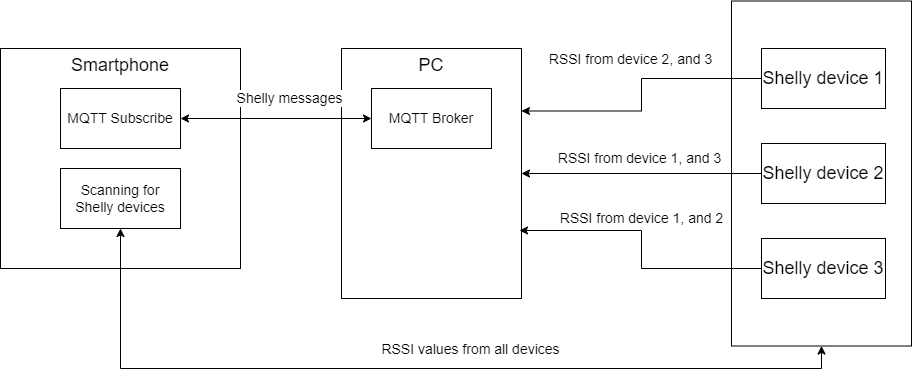 Smartphone
MQTT Subscribe
Scanning for
Shelly devices
Shelly messages
PC
MQTT Broker
RSSI from device 2, and 3
RSSI from device 1, and 3
RSSI from device 1, and 2
Shelly device 1
Shelly device 2
Shelly device 3
RSSI values from all devices